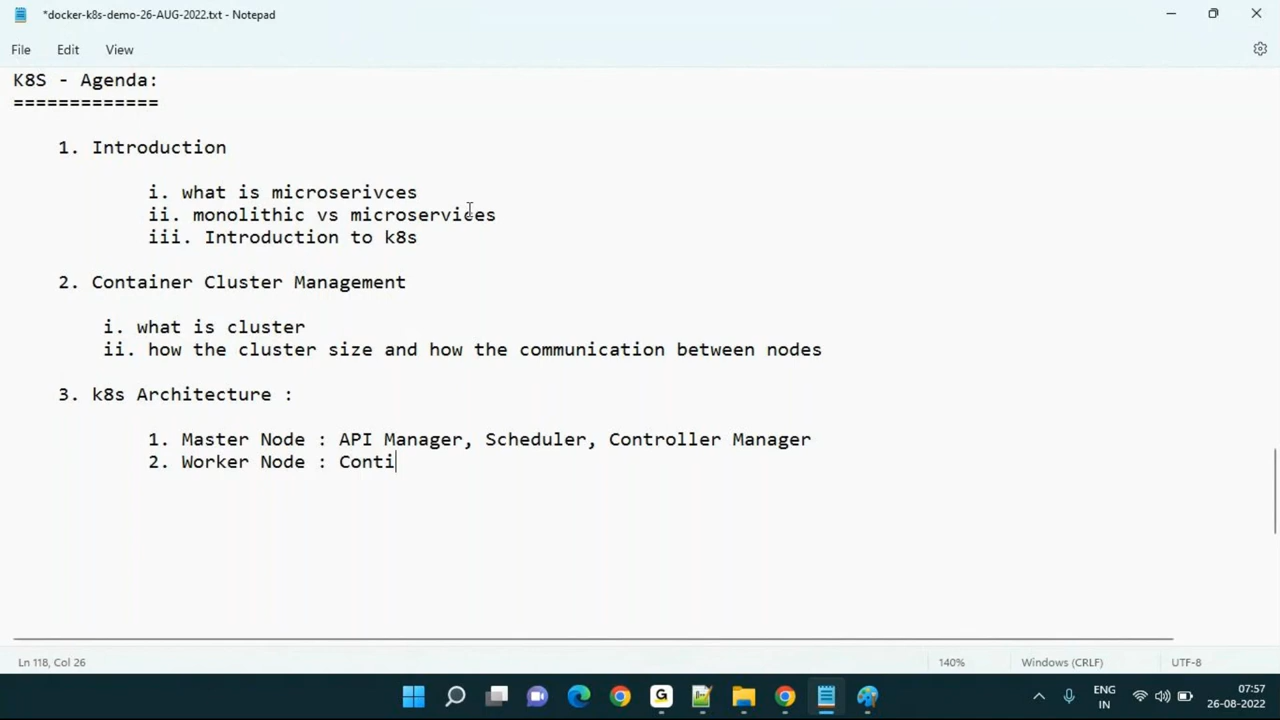 *docker-k8s-demo-26-AUG-2022.txt - Notepad
File Edit View
K8S - Agenda:
=============
1. Introduction
i. what is microserivces
ii. monolithic vs microservices
iii. Introduction to k8s
2. Container Cluster Management
i. what is cluster
ii. how the cluster size and how the communication between nodes
3. k8s Architecture :
1. Master Node : API Manager, Scheduler, Controller Manager
2. Worker Node : Conti
Ln 118, Col 26 140% Windows (CRLF) UTF-8
G
ENG
IN
07:57
26-08-2022